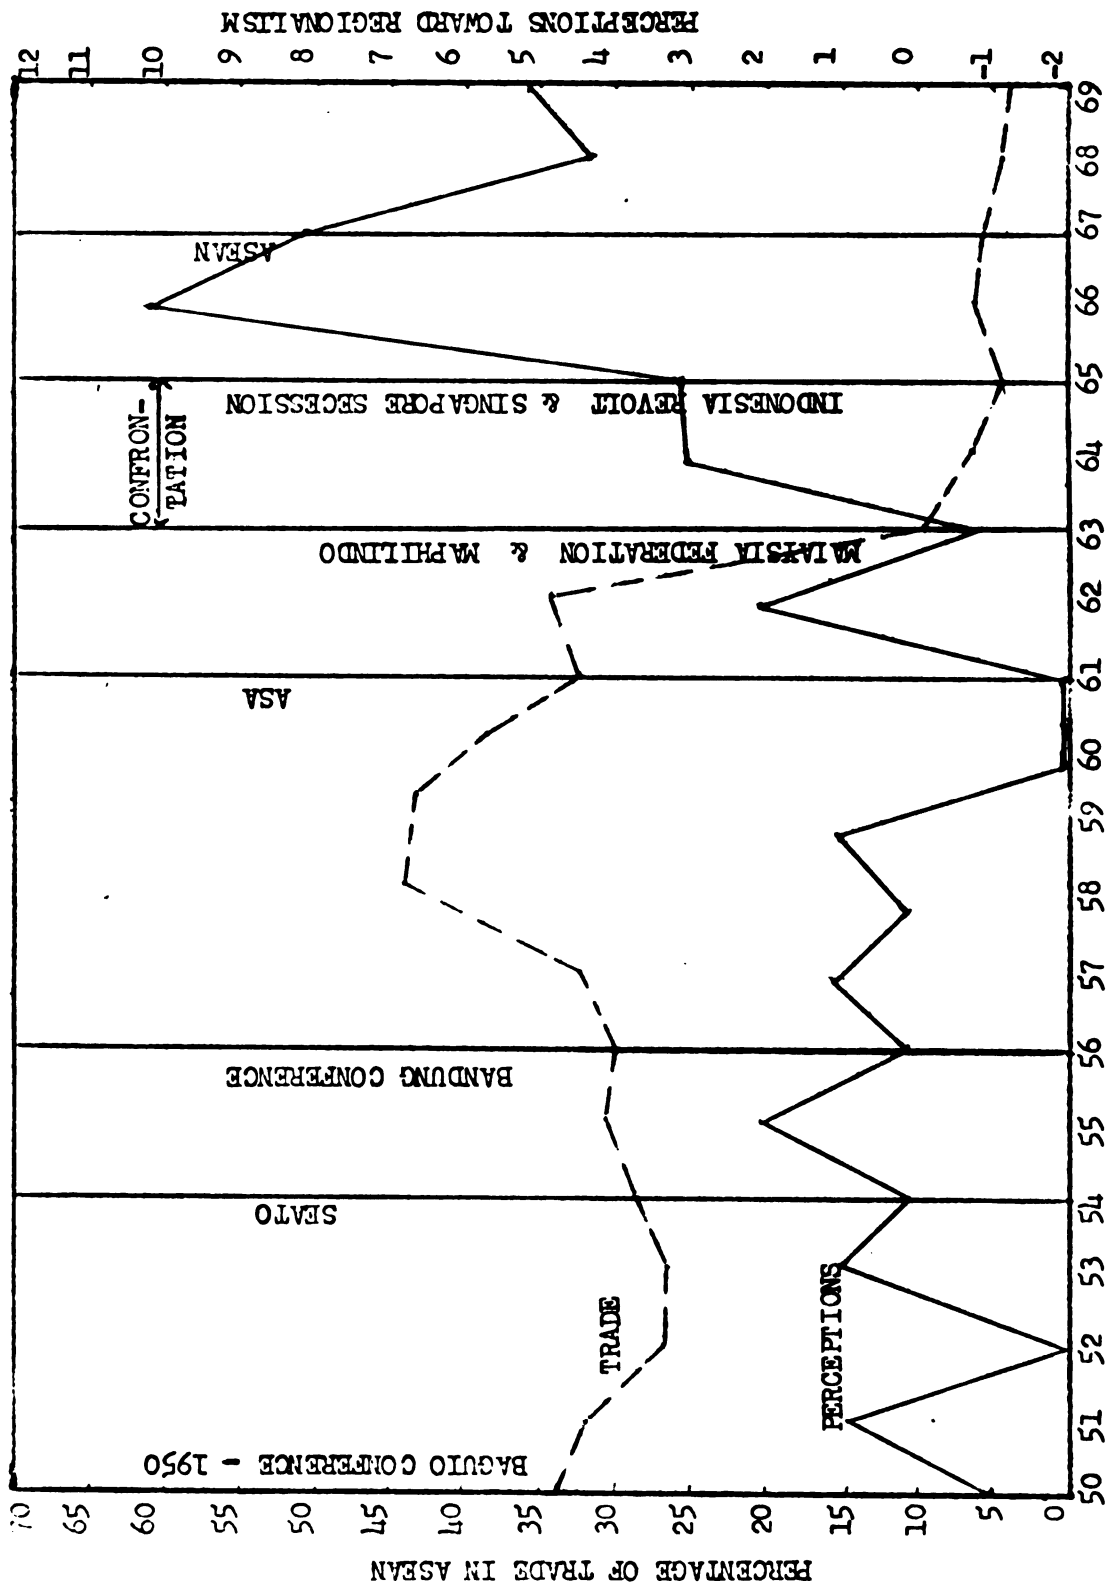 PERCEPTIONS TOWARD REGIONALISM
12 11 10 9 8 7 6 5 4 3 2 1 0 -1 -2
PERCENTAGE OF TRADE IN ASEAN
70 65 60 55 50 45 40 35 30 25 20 15 10 5 0
BAGUIO CONFERENCE - 1950
SEATO
BANDUNG CONFERENCE
ASA
MALAYSIA FEDERATION & MAPHILINDO
CONFRON-
TATION
INDONESIA REVOLT & SINGAPORE SECESSION
ASEAN
TRADE
PERCEPTIONS
50 51 52 53 54 55 56 57 58 59 60 61 62 63 64 65 66 67 68 69